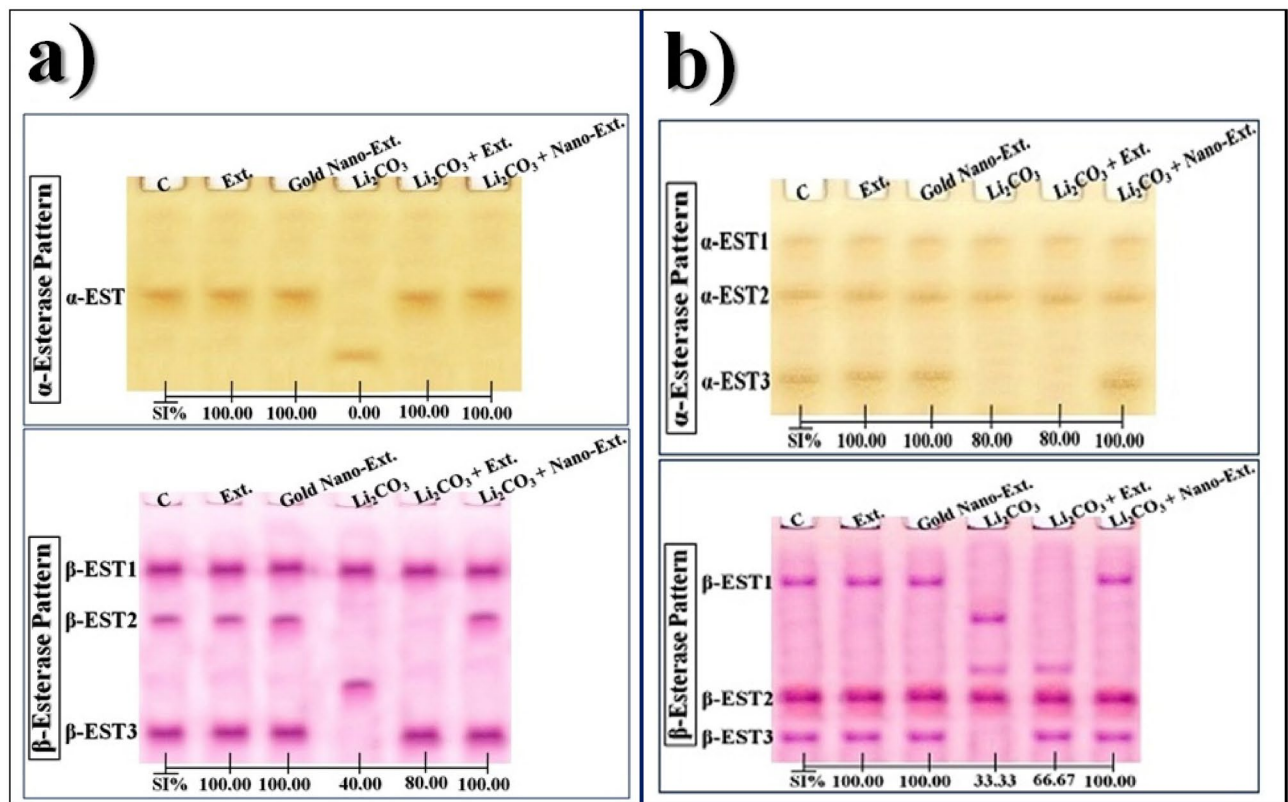 a)
C Ext. Gold Nano-Ext. Li₂CO₃ Li₂CO₃ + Ext. Li₂CO₃ + Nano-Ext.
α-Esterase Pattern
α-EST
SI% 100.00 100.00 0.00 100.00 100.00
C Ext. Gold Nano-Ext. Li₂CO₃ Li₂CO₃ + Ext. Li₂CO₃ + Nano-Ext.
β-Esterase Pattern
β-EST1
β-EST2
β-EST3
SI% 100.00 100.00 40.00 80.00 100.00
b)
C Ext. Gold Nano-Ext. Li₂CO₃ Li₂CO₃ + Ext. Li₂CO₃ + Nano-Ext.
α-Esterase Pattern
α-EST1
α-EST2
α-EST3
SI% 100.00 100.00 80.00 80.00 100.00
C Ext. Gold Nano-Ext. Li₂CO₃ Li₂CO₃ + Ext. Li₂CO₃ + Nano-Ext.
β-Esterase Pattern
β-EST1
β-EST2
β-EST3
SI% 100.00 100.00 33.33 66.67 100.00